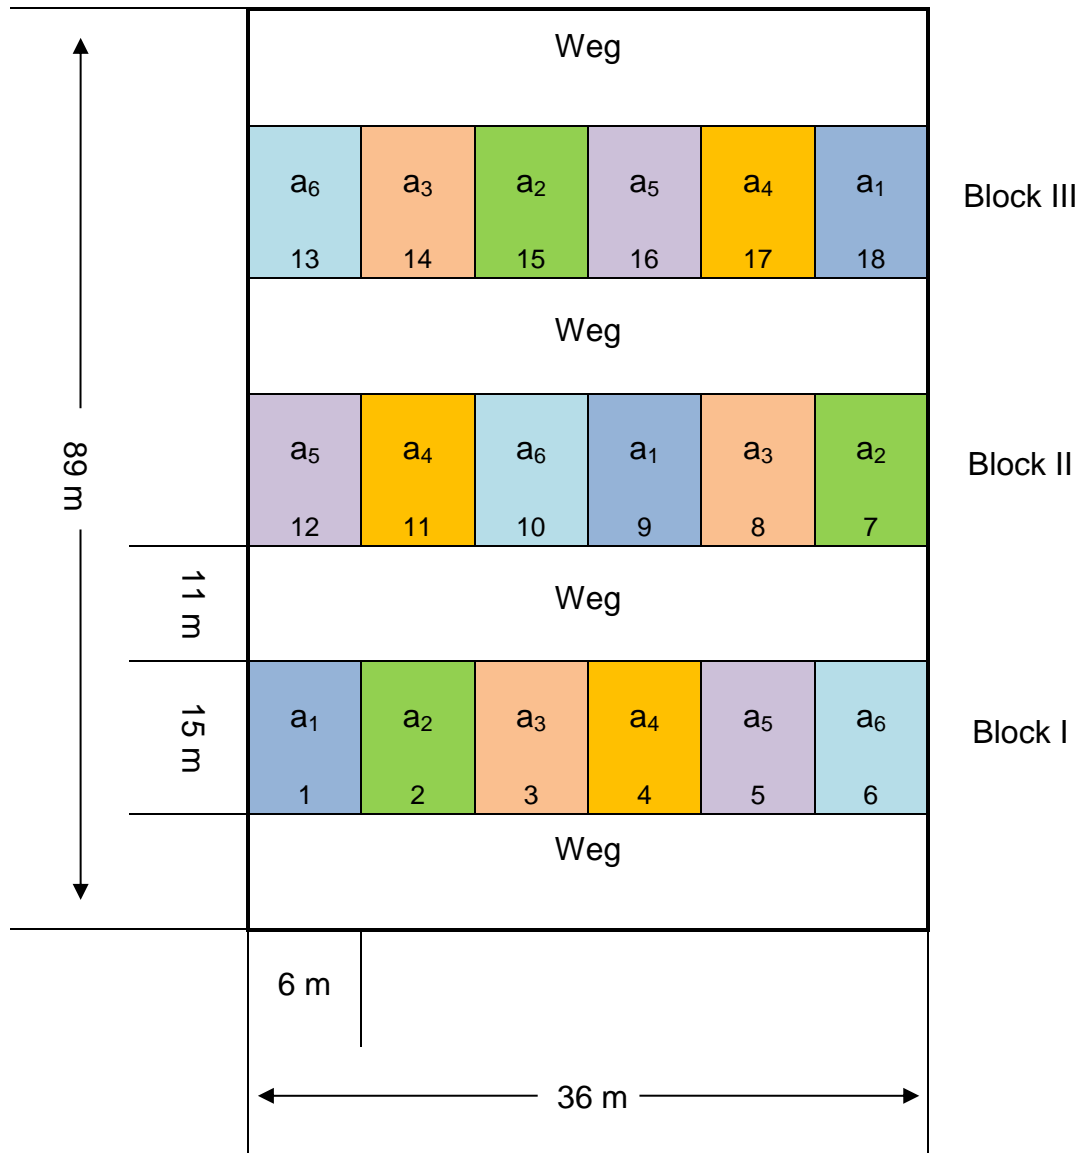 Weg
a₆ a₃ a₂ a₅ a₄ a₁ Block III
13 14 15 16 17 18
Weg
89 m
a₅ a₄ a₆ a₁ a₃ a₂ Block II
12 11 10 9 8 7
11 m
Weg
15 m
a₁ a₂ a₃ a₄ a₅ a₆ Block I
1 2 3 4 5 6
Weg
6 m
36 m